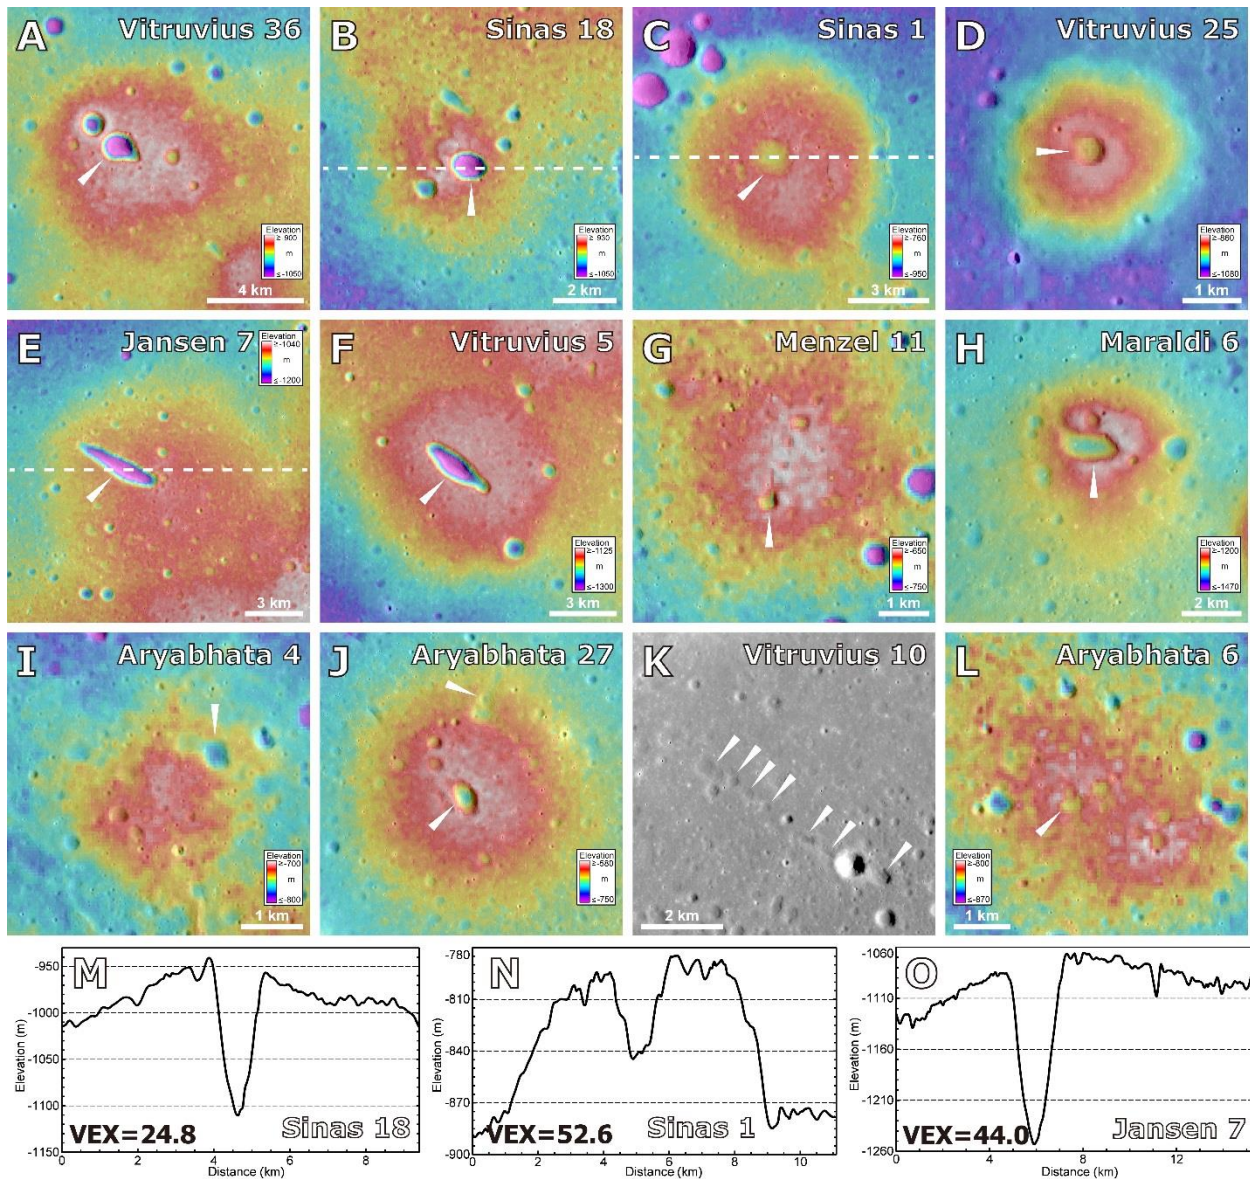 A Vitruvius 36
Elevation
≥-900
m
≤-1050
4 km
B Sinas 18
Elevation
≥-930
m
≤-1050
2 km
C Sinas 1
Elevation
≥-760
m
≤-950
3 km
D Vitruvius 25
Elevation
≥-860
m
≤-1080
1 km
E Jansen 7
Elevation
≥-1040
m
≤-1200
3 km
F Vitruvius 5
Elevation
≥-1125
m
≤-1300
3 km
G Menzel 11
Elevation
≥-650
m
≤-750
1 km
H Maraldi 6
Elevation
≥-1200
m
≤-1470
2 km
I Aryabhata 4
Elevation
≥-700
m
≤-800
1 km
J Aryabhata 27
Elevation
≥-580
m
≤-750
2 km
K Vitruvius 10
2 km
L Aryabhata 6
Elevation
≥-800
m
≤-870
1 km
M
Elevation (m)
-950
-1000
-1050
-1100
-1150
VEX=24.8 Sinas 18
0 2 4 6 8
Distance (km)
N
Elevation (m)
-780
-810
-840
-870
-900
VEX=52.6 Sinas 1
0 2 4 6 8 10
Distance (km)
O
Elevation (m)
-1060
-1110
-1160
-1210
-1260
VEX=44.0 Jansen 7
0 4 8 12
Distance (km)